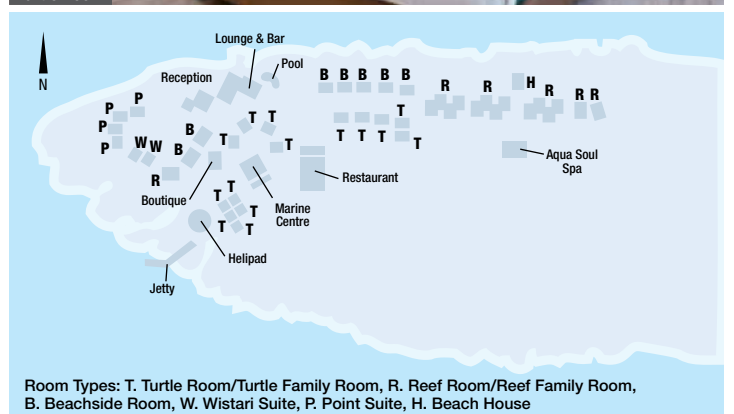 Lounge & Bar
Pool
Reception
N
B B B B B
R R H R R R
P P
P
P
W W
B B
R
T T T
T
T
T T T
T
Aqua Soul
Spa
Restaurant
Boutique
T T
T
T T
Marine
Centre
Helipad
Jetty
Room Types: T. Turtle Room/Turtle Family Room, R. Reef Room/Reef Family Room,
B. Beachside Room, W. Wistari Suite, P. Point Suite, H. Beach House